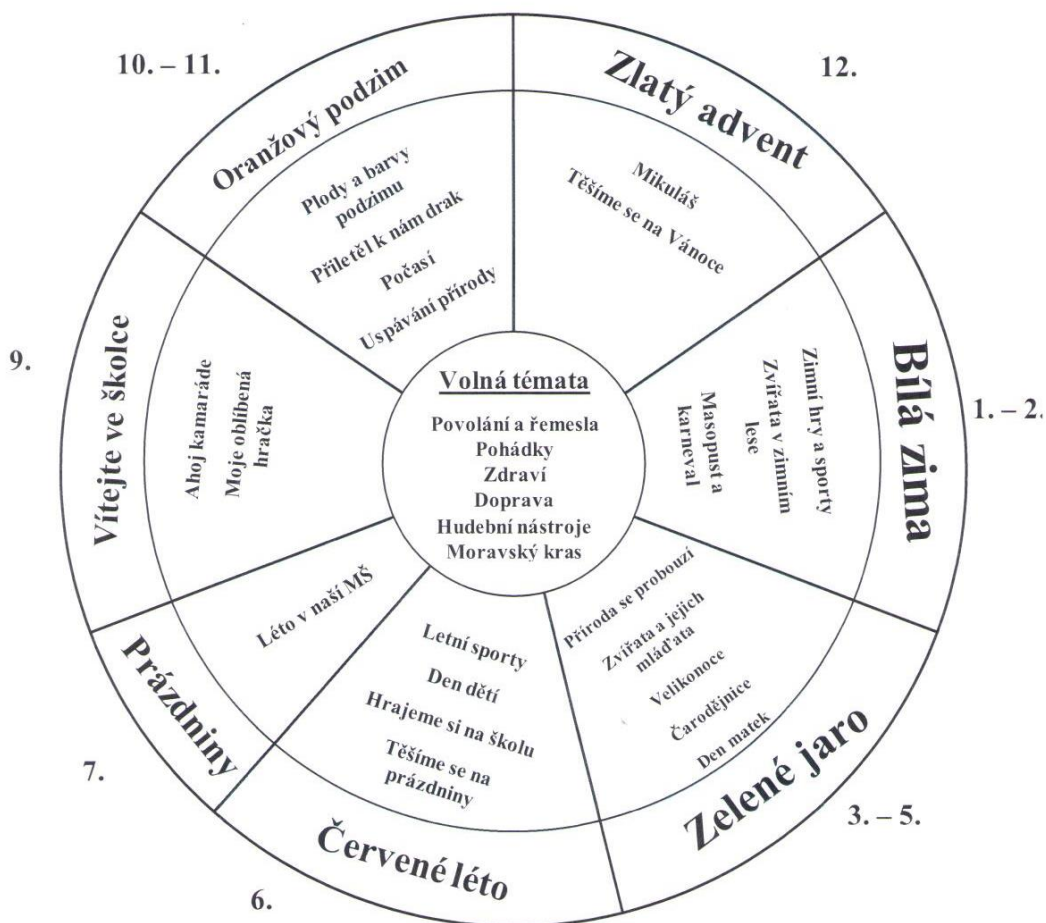 10. – 11.
Oranžový podzim
Plody a barvy
podzimu
Přiletěl k nám drak
Počasí
Uspávání přírody
12.
Zlatý advent
Mikuláš
Těšíme se na Vánoce
1. – 2.
Bílá zima
Zimní hry a sporty
Zvířata v zimním
lese
Masopust a
karneval
3. – 5.
Zelené jaro
Příroda se probouzí
Zvířata a jejich
mláďata
Velikonoce
Čarodějnice
Den matek
6.
Červené léto
Letní sporty
Den dětí
Hrajeme si na školu
Těšíme se na
prázdniny
7.
Prázdniny
Léto v naší MŠ
9.
Vítejte ve školce
Ahoj kamaráde
Moje oblíbená
hračka
Volná témata
Povolání a řemesla
Pohádky
Zdraví
Doprava
Hudební nástroje
Moravský kras